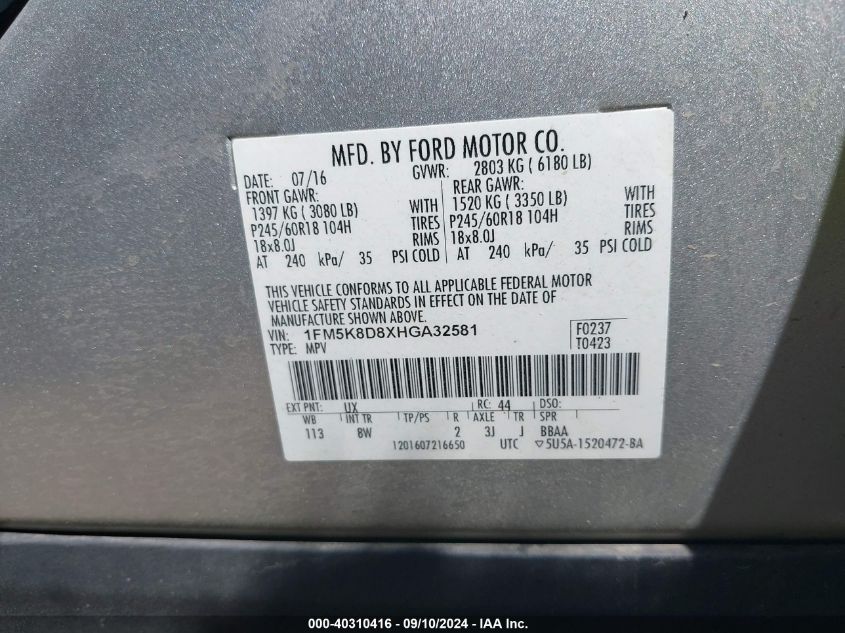 MFD. BY FORD MOTOR CO.
DATE: 07/16 GVWR: 2803 KG ( 6180 LB)
FRONT GAWR: REAR GAWR:
1397 KG ( 3080 LB) WITH 1520 KG ( 3350 LB) WITH
P245/60R18 104H TIRES P245/60R18 104H TIRES
18x8.0J RIMS 18x8.0J RIMS
AT 240 kPa/ 35 PSI COLD AT 240 kPa/ 35 PSI COLD
THIS VEHICLE CONFORMS TO ALL APPLICABLE FEDERAL MOTOR
VEHICLE SAFETY STANDARDS IN EFFECT ON THE DATE OF
MANUFACTURE SHOWN ABOVE.
VIN: 1FM5K8D8XHGA32581 F0237
TYPE: MPV T0423
EXT PNT: UX RC: 44 DSO:
WB INT TR TP/PS R AXLE TR SPR
113 8W 2 3J J BBAA
1201607216650 UTC ▽5U5A-1520472-BA
000-40310416 - 09/10/2024 - IAA Inc.